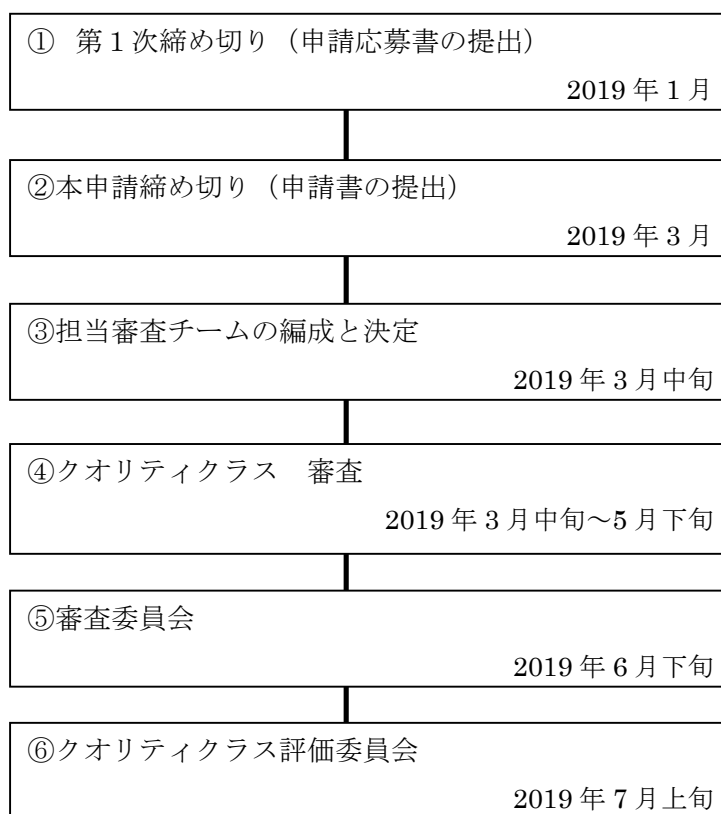 ① 第1次締め切り（申請応募書の提出）
2019年1月
②本申請締め切り（申請書の提出）
2019年3月
③担当審査チームの編成と決定
2019年3月中旬
④クオリティクラス　審査
2019年3月中旬～5月下旬
⑤審査委員会
2019年6月下旬
⑥クオリティクラス評価委員会
2019年7月上旬